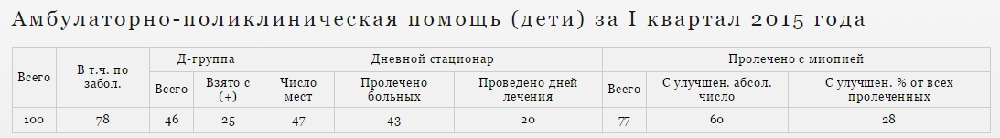 Амбулаторно-поликлиническая помощь (дети) за I квартал 2015 года
Всего
В т.ч. по
забол.
Д-группа
Дневной стационар
Пролечено с миопией
Всего
Взято с
(+)
Число
мест
Пролечено
больных
Проведено дней
лечения
Всего
С улучшен. абсол.
число
С улучшен. % от всех
пролеченных
100 78 46 25 47 43 20 77 60 28